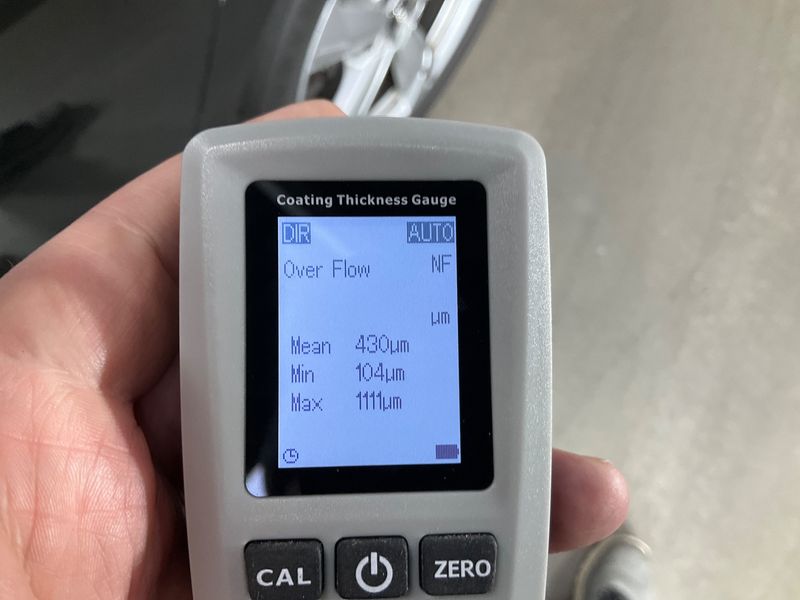 Coating Thickness Gauge
DIR AUTO
Over Flow NF
µm
Mean 430µm
Min 104µm
Max 1111µm
CAL ZERO